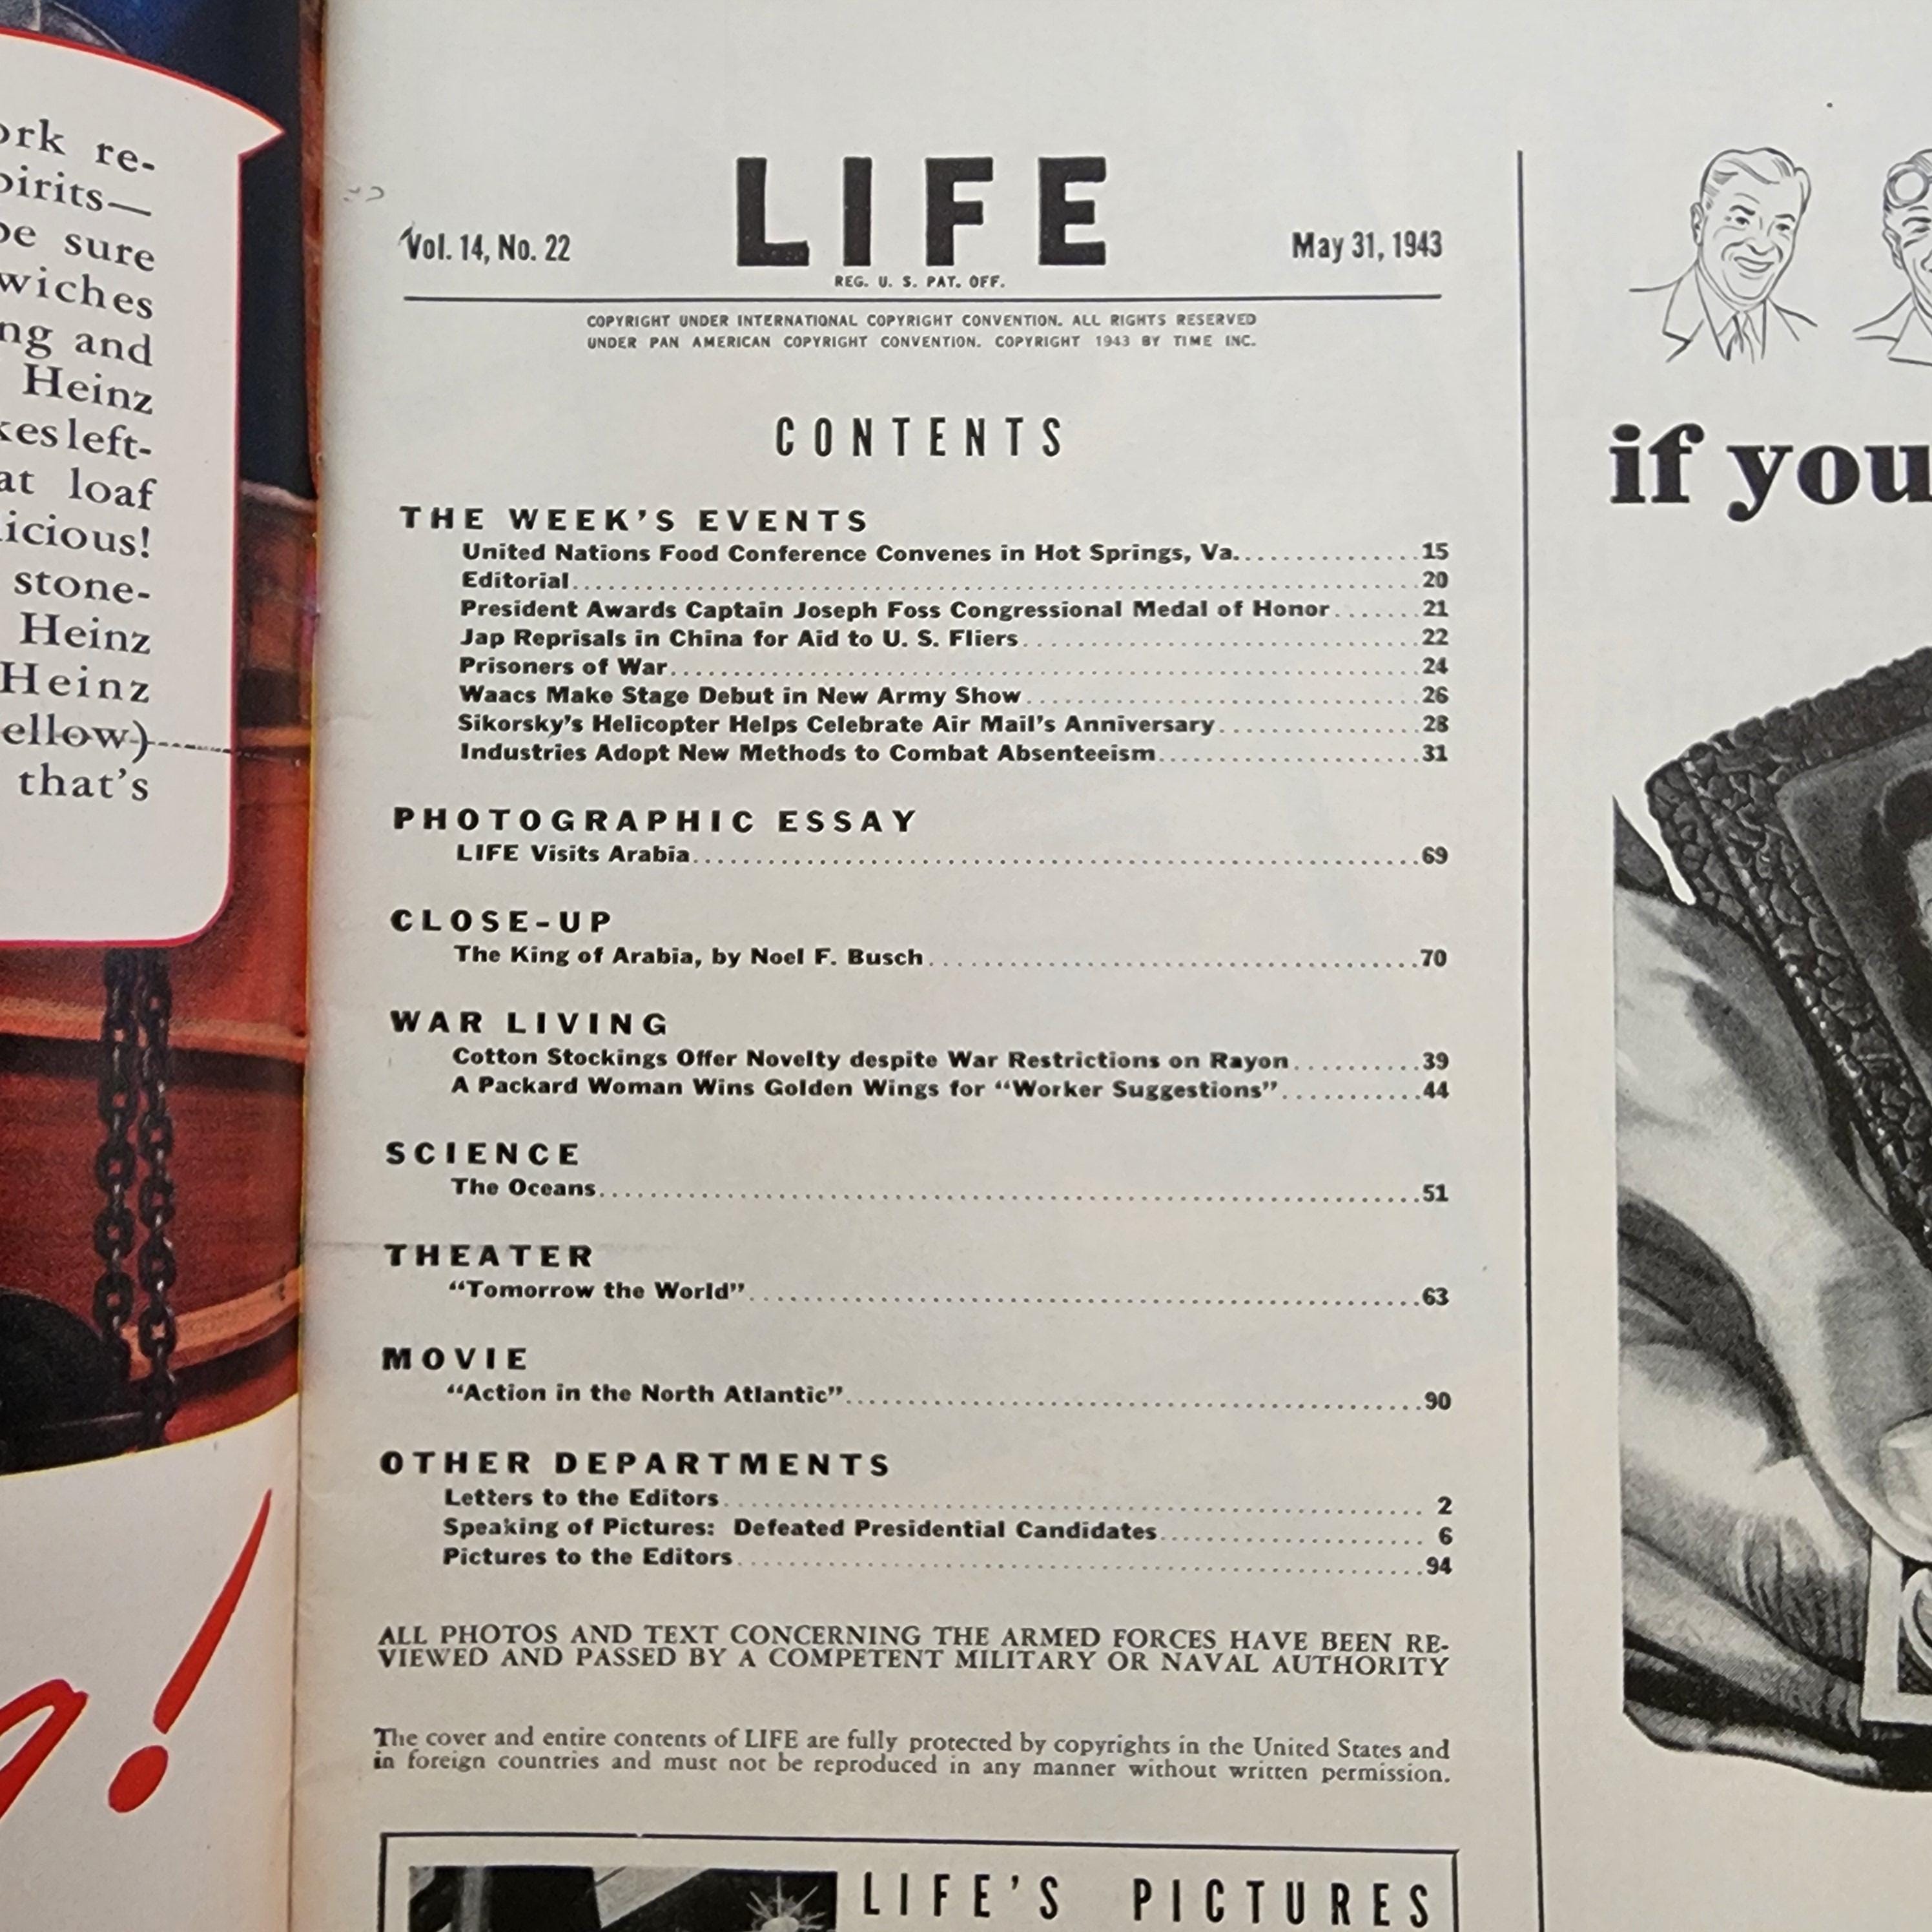 ork re-
pirits—
be sure
wiches
ng and
Heinz
kes left-
at loaf
licious!
stone-
Heinz
Heinz
ellow)
that's
!
LIFE
Vol. 14, No. 22
May 31, 1943
REG. U. S. PAT. OFF.
COPYRIGHT UNDER INTERNATIONAL COPYRIGHT CONVENTION. ALL RIGHTS RESERVED
UNDER PAN AMERICAN COPYRIGHT CONVENTION. COPYRIGHT 1943 BY TIME INC.
CONTENTS
THE WEEK'S EVENTS
United Nations Food Conference Convenes in Hot Springs, Va. 15
Editorial 20
President Awards Captain Joseph Foss Congressional Medal of Honor 21
Jap Reprisals in China for Aid to U. S. Fliers 22
Prisoners of War 24
Waacs Make Stage Debut in New Army Show 26
Sikorsky's Helicopter Helps Celebrate Air Mail's Anniversary 28
Industries Adopt New Methods to Combat Absenteeism 31
PHOTOGRAPHIC ESSAY
LIFE Visits Arabia 69
CLOSE-UP
The King of Arabia, by Noel F. Busch 70
WAR LIVING
Cotton Stockings Offer Novelty despite War Restrictions on Rayon 39
A Packard Woman Wins Golden Wings for “Worker Suggestions” 44
SCIENCE
The Oceans 51
THEATER
“Tomorrow the World” 63
MOVIE
“Action in the North Atlantic” 90
OTHER DEPARTMENTS
Letters to the Editors 2
Speaking of Pictures: Defeated Presidential Candidates 6
Pictures to the Editors 94
ALL PHOTOS AND TEXT CONCERNING THE ARMED FORCES HAVE BEEN RE-
VIEWED AND PASSED BY A COMPETENT MILITARY OR NAVAL AUTHORITY
The cover and entire contents of LIFE are fully protected by copyrights in the United States and
in foreign countries and must not be reproduced in any manner without written permission.
LIFE'S PICTURES
if you